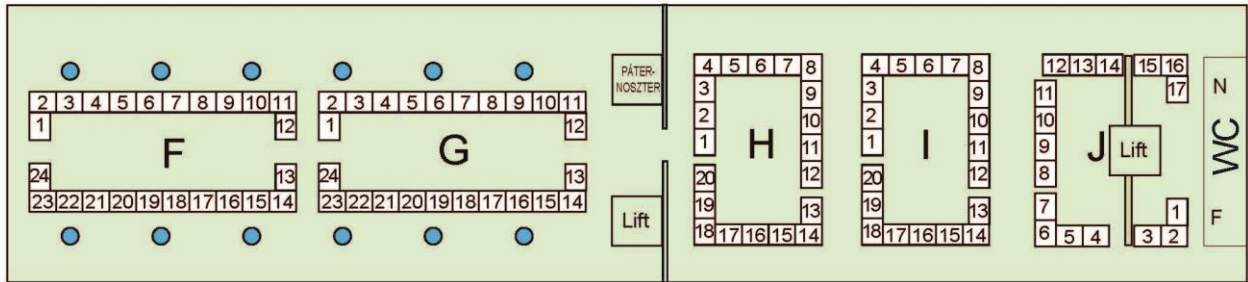 2 3 4 5 6 7 8 9 10 11
1 12
F
24 13
23 22 21 20 19 18 17 16 15 14
2 3 4 5 6 7 8 9 10 11
1 12
G
24 13
23 22 21 20 19 18 17 16 15 14
PÁTER-
NOSZTER
Lift
4 5 6 7 8
3 9
2 10
1 11
12
H
20
19 13
18 17 16 15 14
4 5 6 7 8
3 9
2 10
1 11
12
I
20
19 13
18 17 16 15 14
12 13 14 15 16
11 17
10
9
8
J
Lift
7 1
6 5 4 3 2
N
WC
F